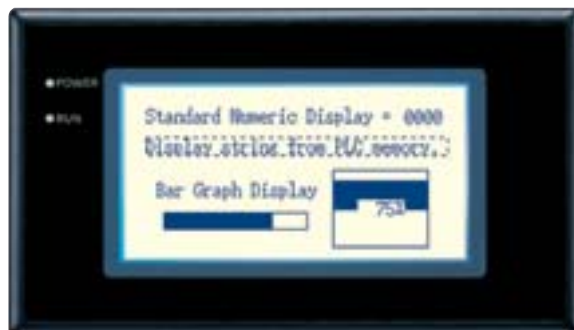 POWER
RUN
Standard Numeric Display = 0000
Display string from PLC memory.
Bar Graph Display
75%